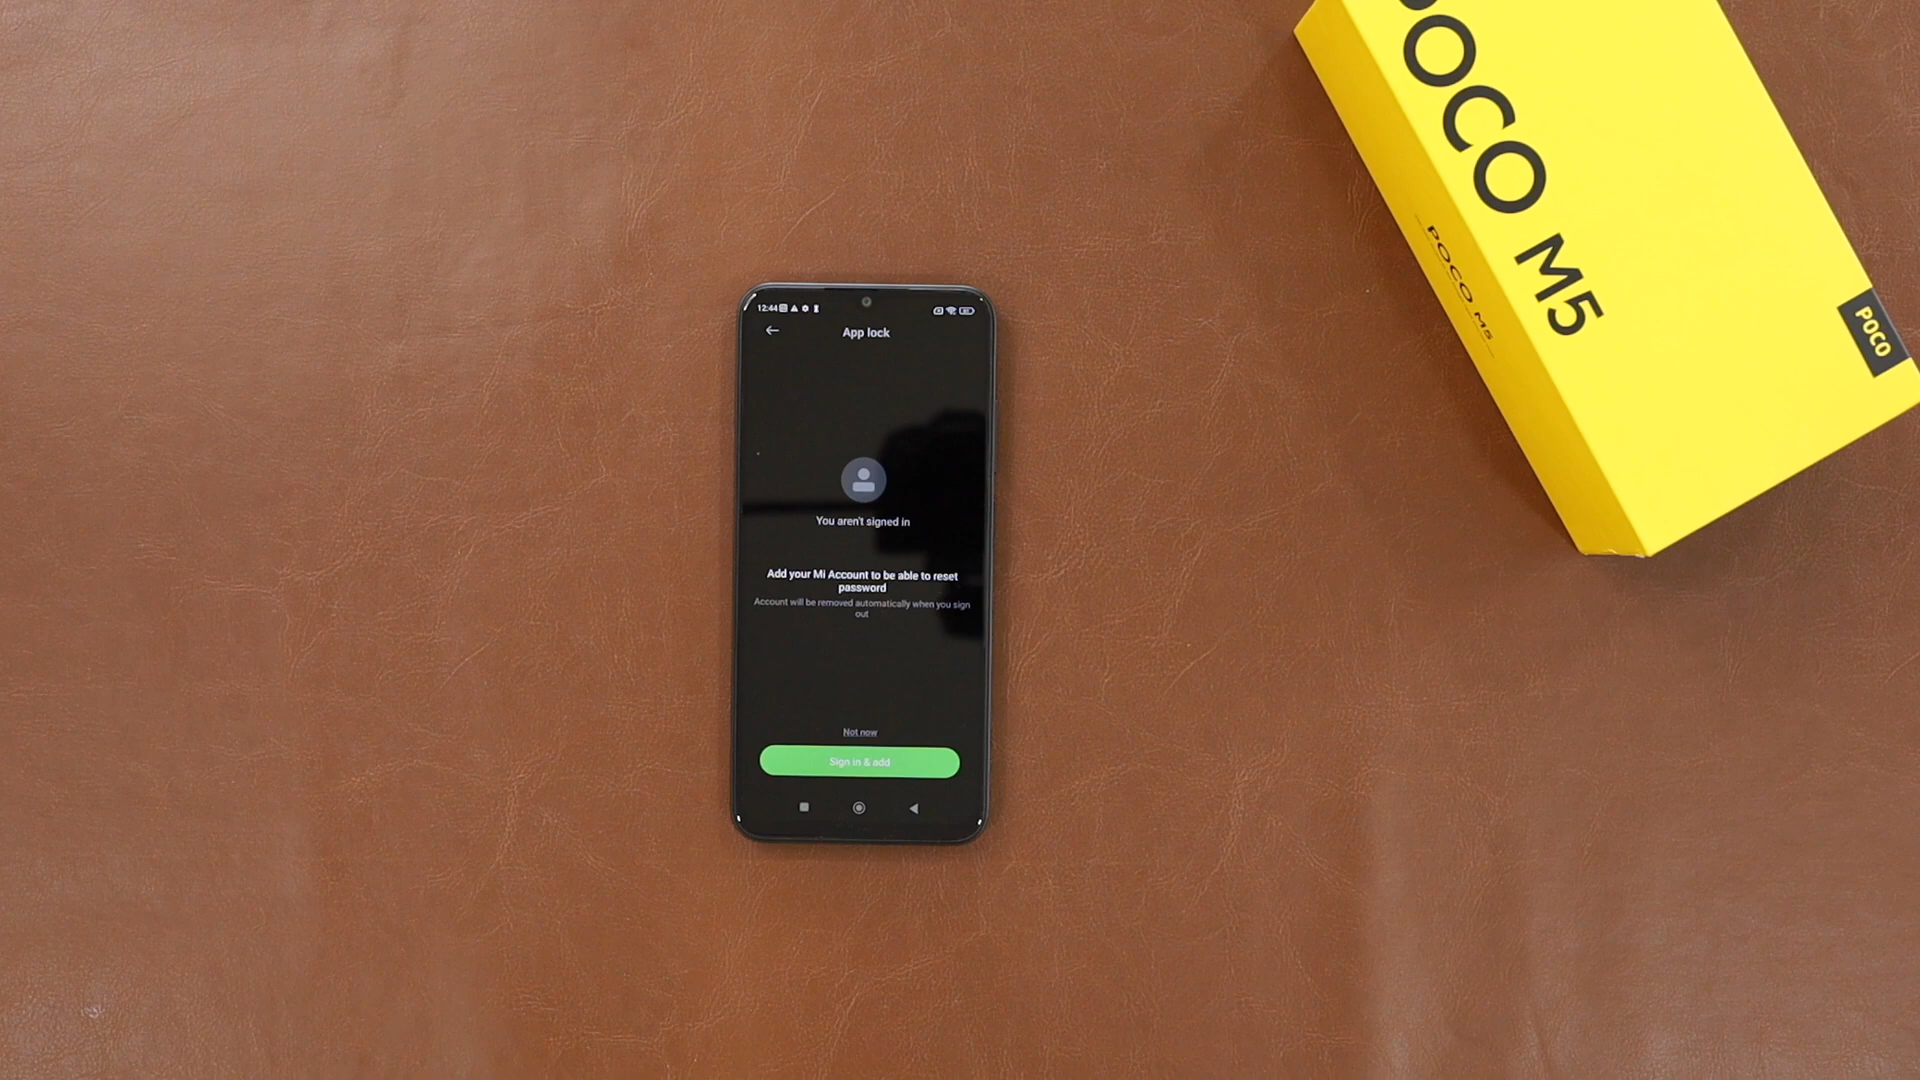 POCO M5
POCO M5
POCO
12:44
App lock
You aren't signed in
Add your Mi Account to be able to reset
password
Account will be removed automatically when you sign
out
Not now
Sign in & add